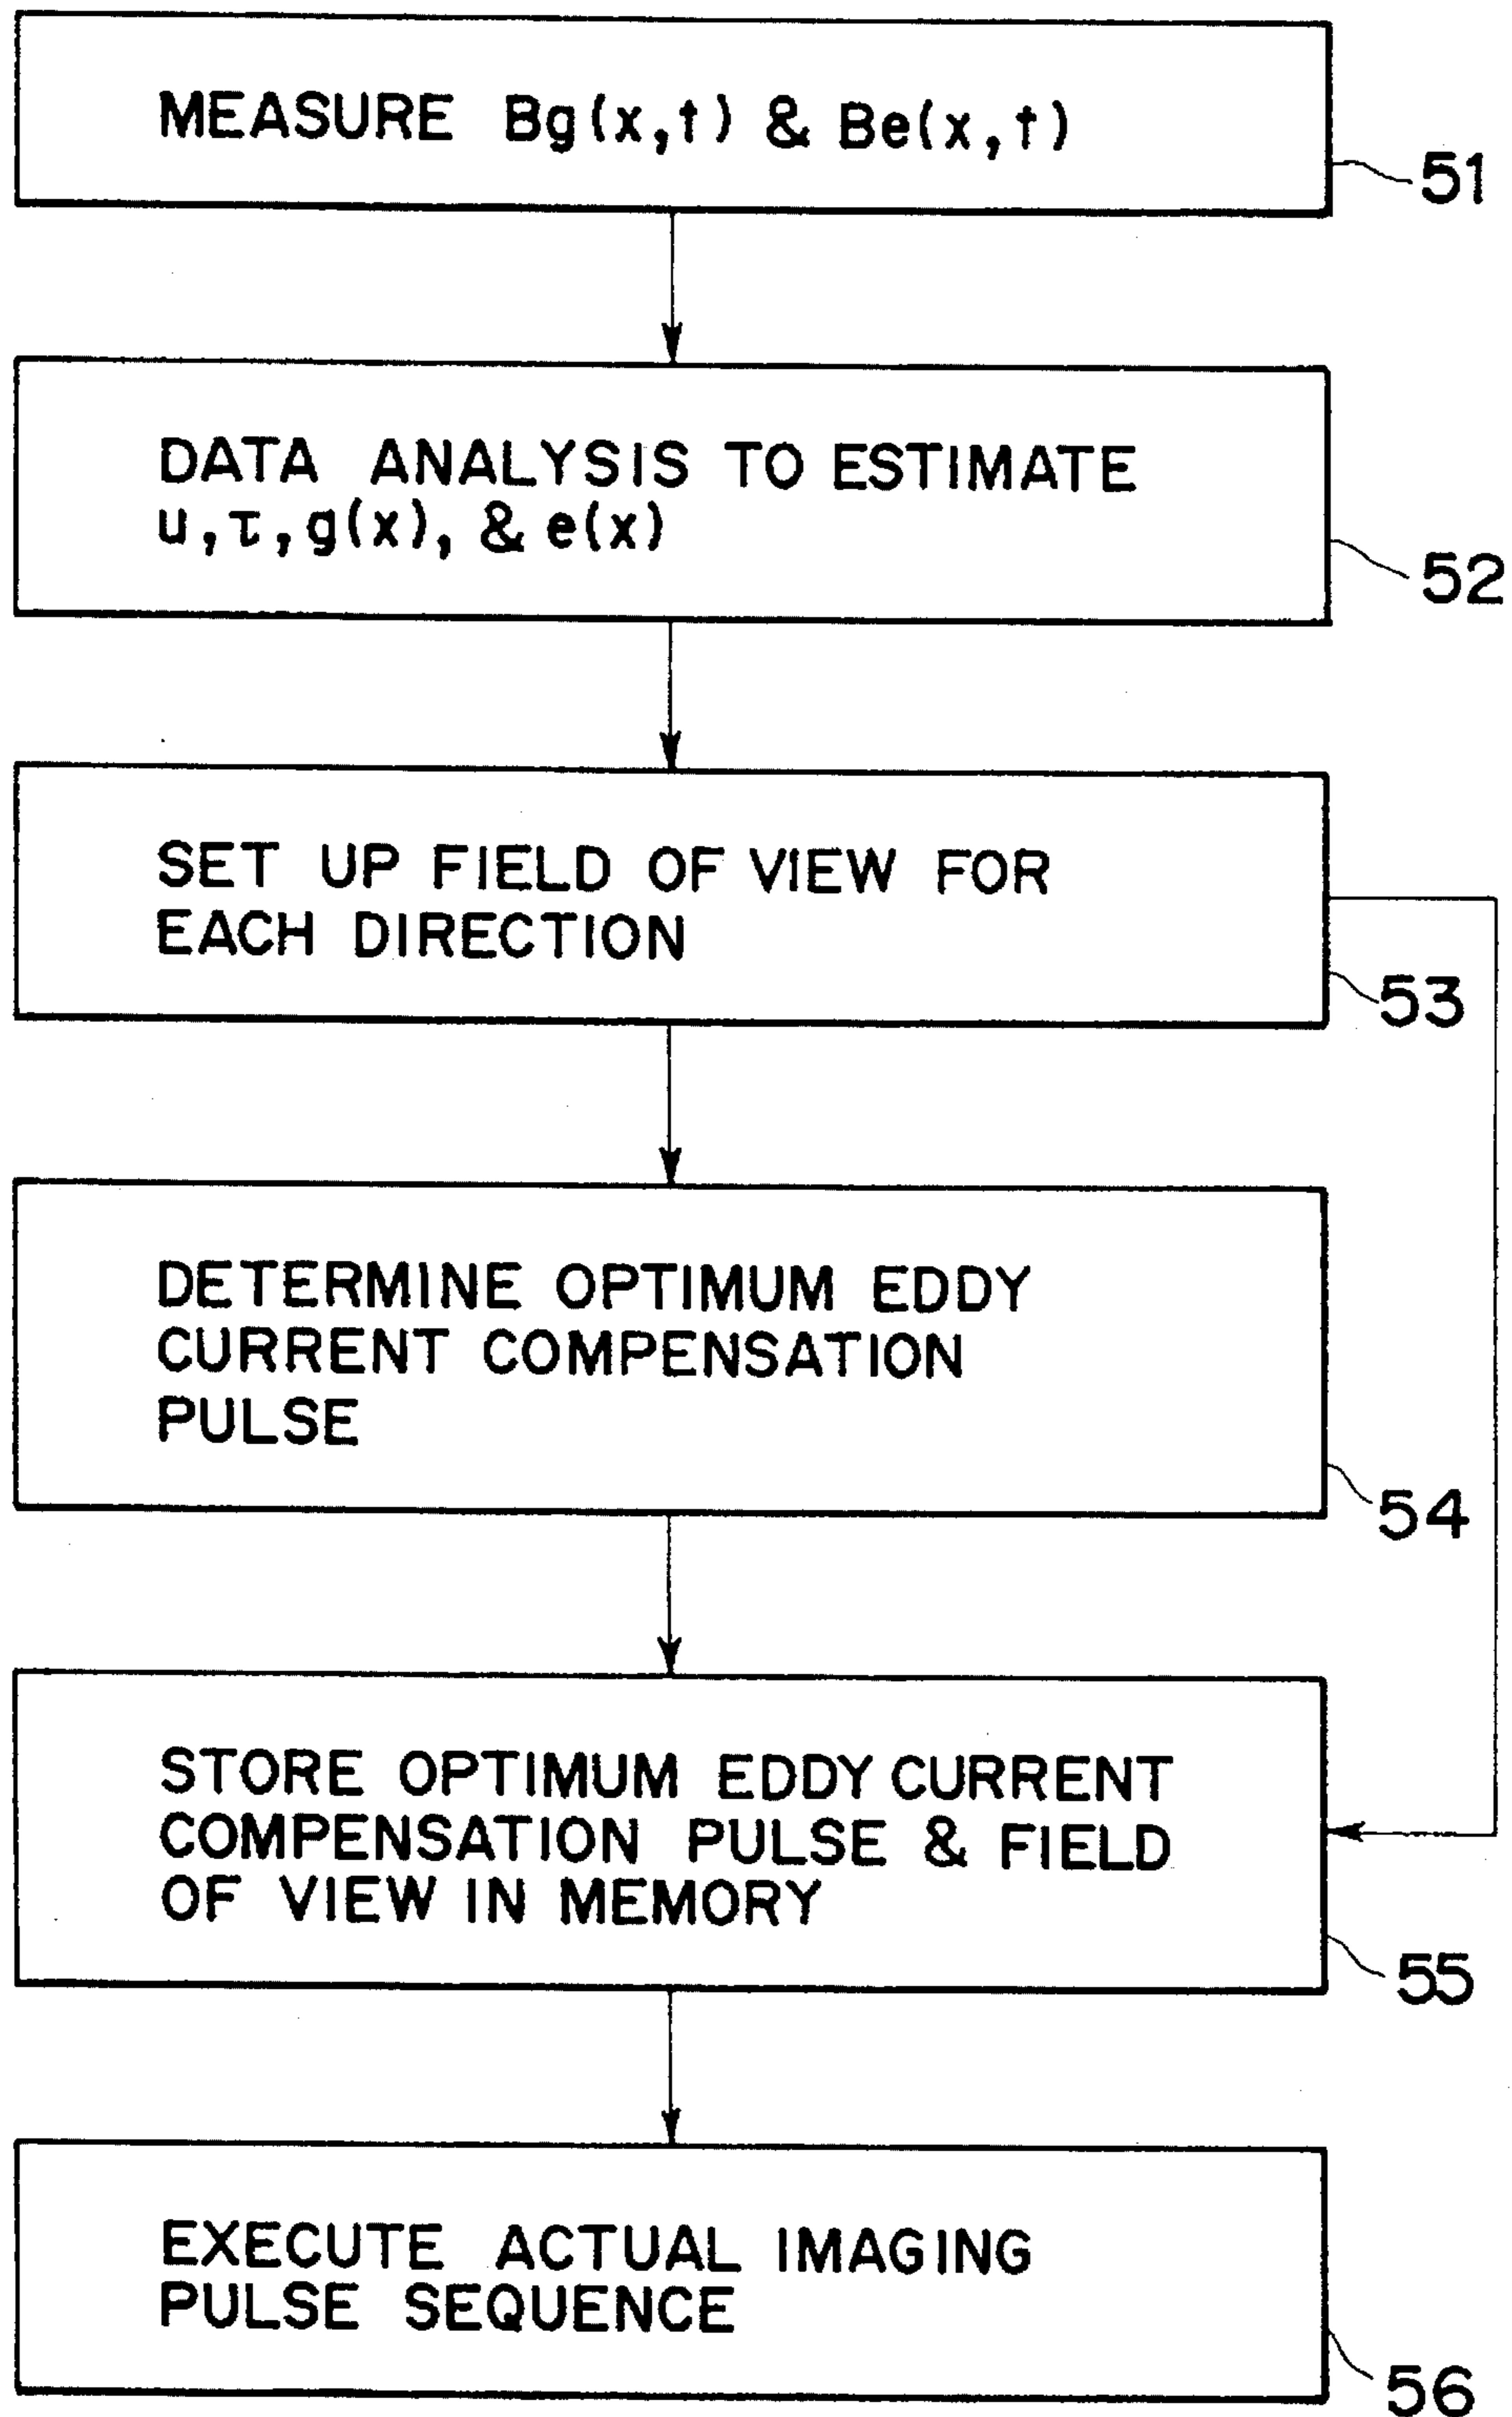 MEASURE Bg(x,t) & Be(x,t)
51
DATA ANALYSIS TO ESTIMATE
u,τ,g(x), & e(x)
52
SET UP FIELD OF VIEW FOR
EACH DIRECTION
53
DETERMINE OPTIMUM EDDY
CURRENT COMPENSATION
PULSE
54
STORE OPTIMUM EDDY CURRENT
COMPENSATION PULSE & FIELD
OF VIEW IN MEMORY
55
EXECUTE ACTUAL IMAGING
PULSE SEQUENCE
56